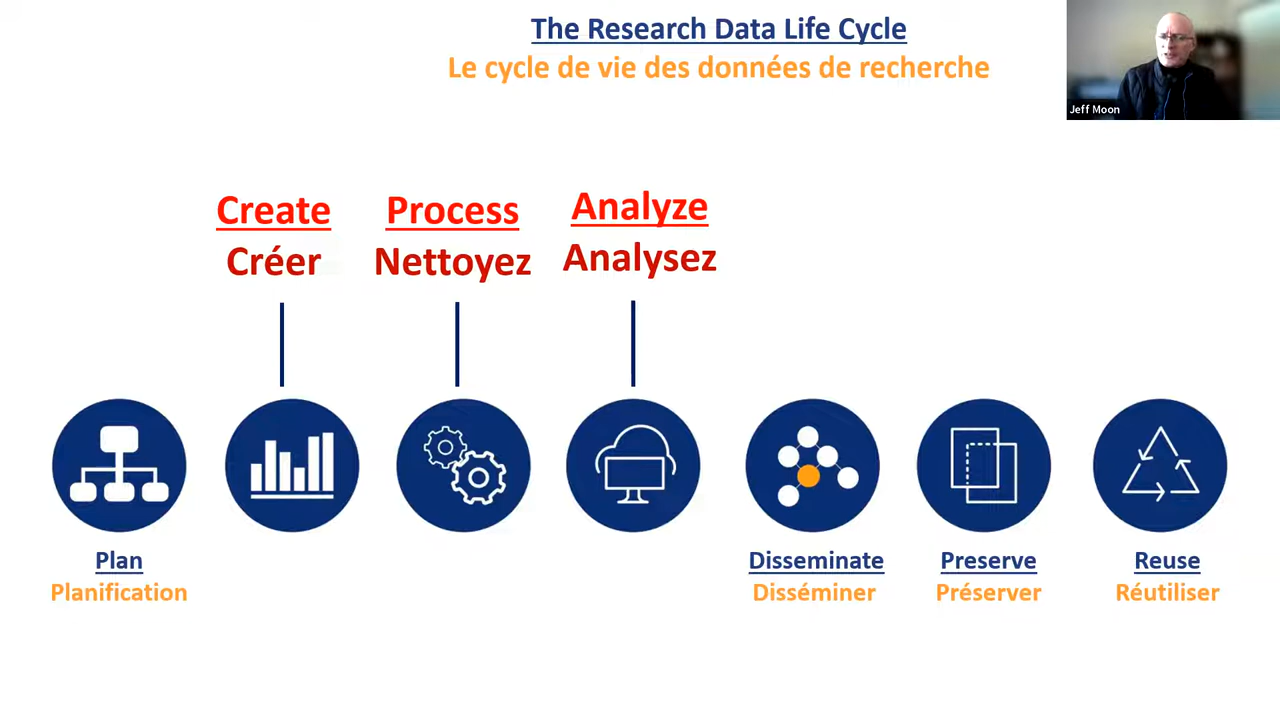 The Research Data Life Cycle
Le cycle de vie des données de recherche
Jeff Moon
Create
Créer
Process
Nettoyez
Analyze
Analysez
Plan
Planification
Disseminate
Disséminer
Preserve
Préserver
Reuse
Réutiliser